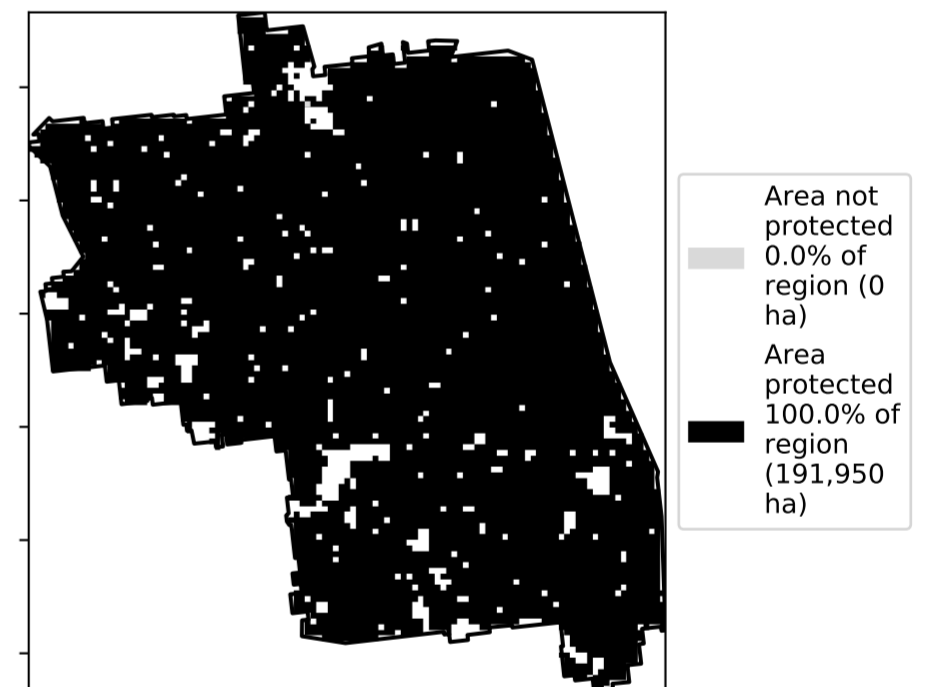 Area not
protected
0.0% of
region (0
ha)
Area
protected
100.0% of
region
(191,950
ha)